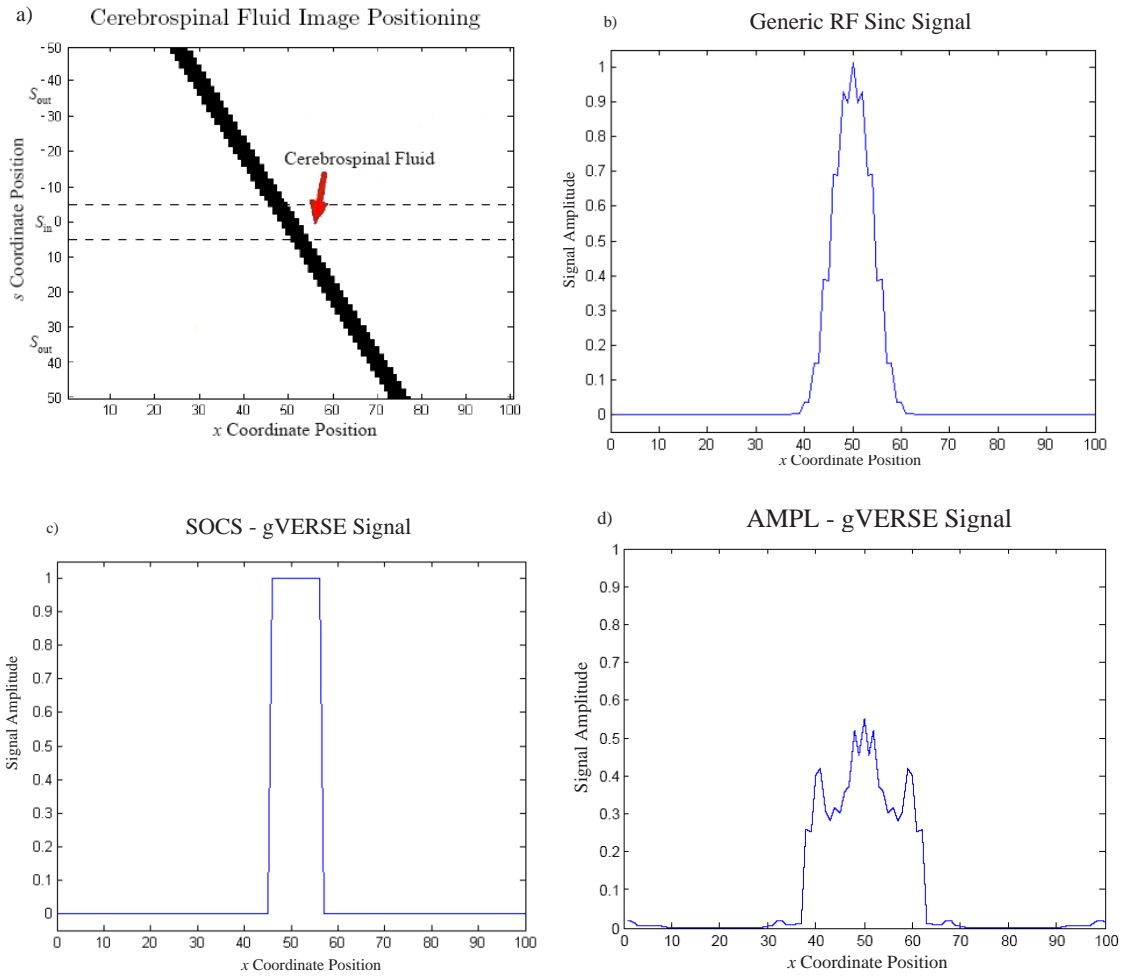 a)
Cerebrospinal Fluid Image Positioning
-50
-40
S_out
-30
-20
-10
S_in 0
10
20
50
S_out
40
50
s Coordinate Position
Cerebrospinal Fluid
10 20 30 40 50 60 70 80 90 100
x Coordinate Position
b)
Generic RF Sinc Signal
1
0.9
0.8
0.7
0.6
0.5
0.4
0.3
0.2
0.1
0
Signal Amplitude
0 10 20 30 40 50 60 70 80 90 100
x Coordinate Position
c)
SOCS - gVERSE Signal
1
0.9
0.8
0.7
0.6
0.5
0.4
0.3
0.2
0.1
0
Signal Amplitude
0 10 20 30 40 50 60 70 80 90 100
x Coordinate Position
d)
AMPL - gVERSE Signal
1
0.9
0.8
0.7
0.6
0.5
0.4
0.3
0.2
0.1
0
Signal Amplitude
0 10 20 30 40 50 60 70 80 90 100
x Coordinate Position